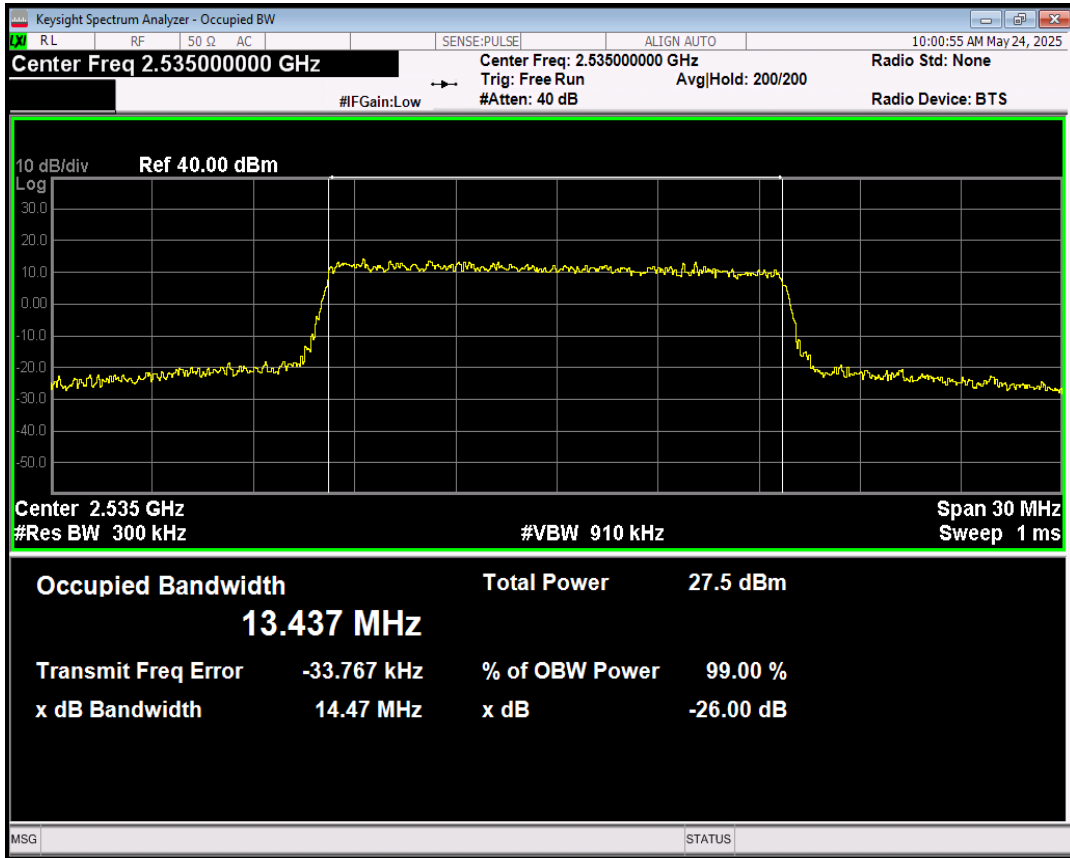 Keysight Spectrum Analyzer - Occupied BW
LXI RL RF 50 Ω AC SENSE:PULSE ALIGN AUTO 10:00:55 AM May 24, 2025
Center Freq 2.535000000 GHz Center Freq: 2.535000000 GHz Radio Std: None
Trig: Free Run Avg|Hold: 200/200
#IFGain:Low #Atten: 40 dB Radio Device: BTS
10 dB/div Ref 40.00 dBm
Log
30.0
20.0
10.0
0.00
-10.0
-20.0
-30.0
-40.0
-50.0
Center 2.535 GHz Span 30 MHz
#Res BW 300 kHz #VBW 910 kHz Sweep 1 ms
Occupied Bandwidth Total Power 27.5 dBm
13.437 MHz
Transmit Freq Error -33.767 kHz % of OBW Power 99.00 %
x dB Bandwidth 14.47 MHz x dB -26.00 dB
MSG STATUS